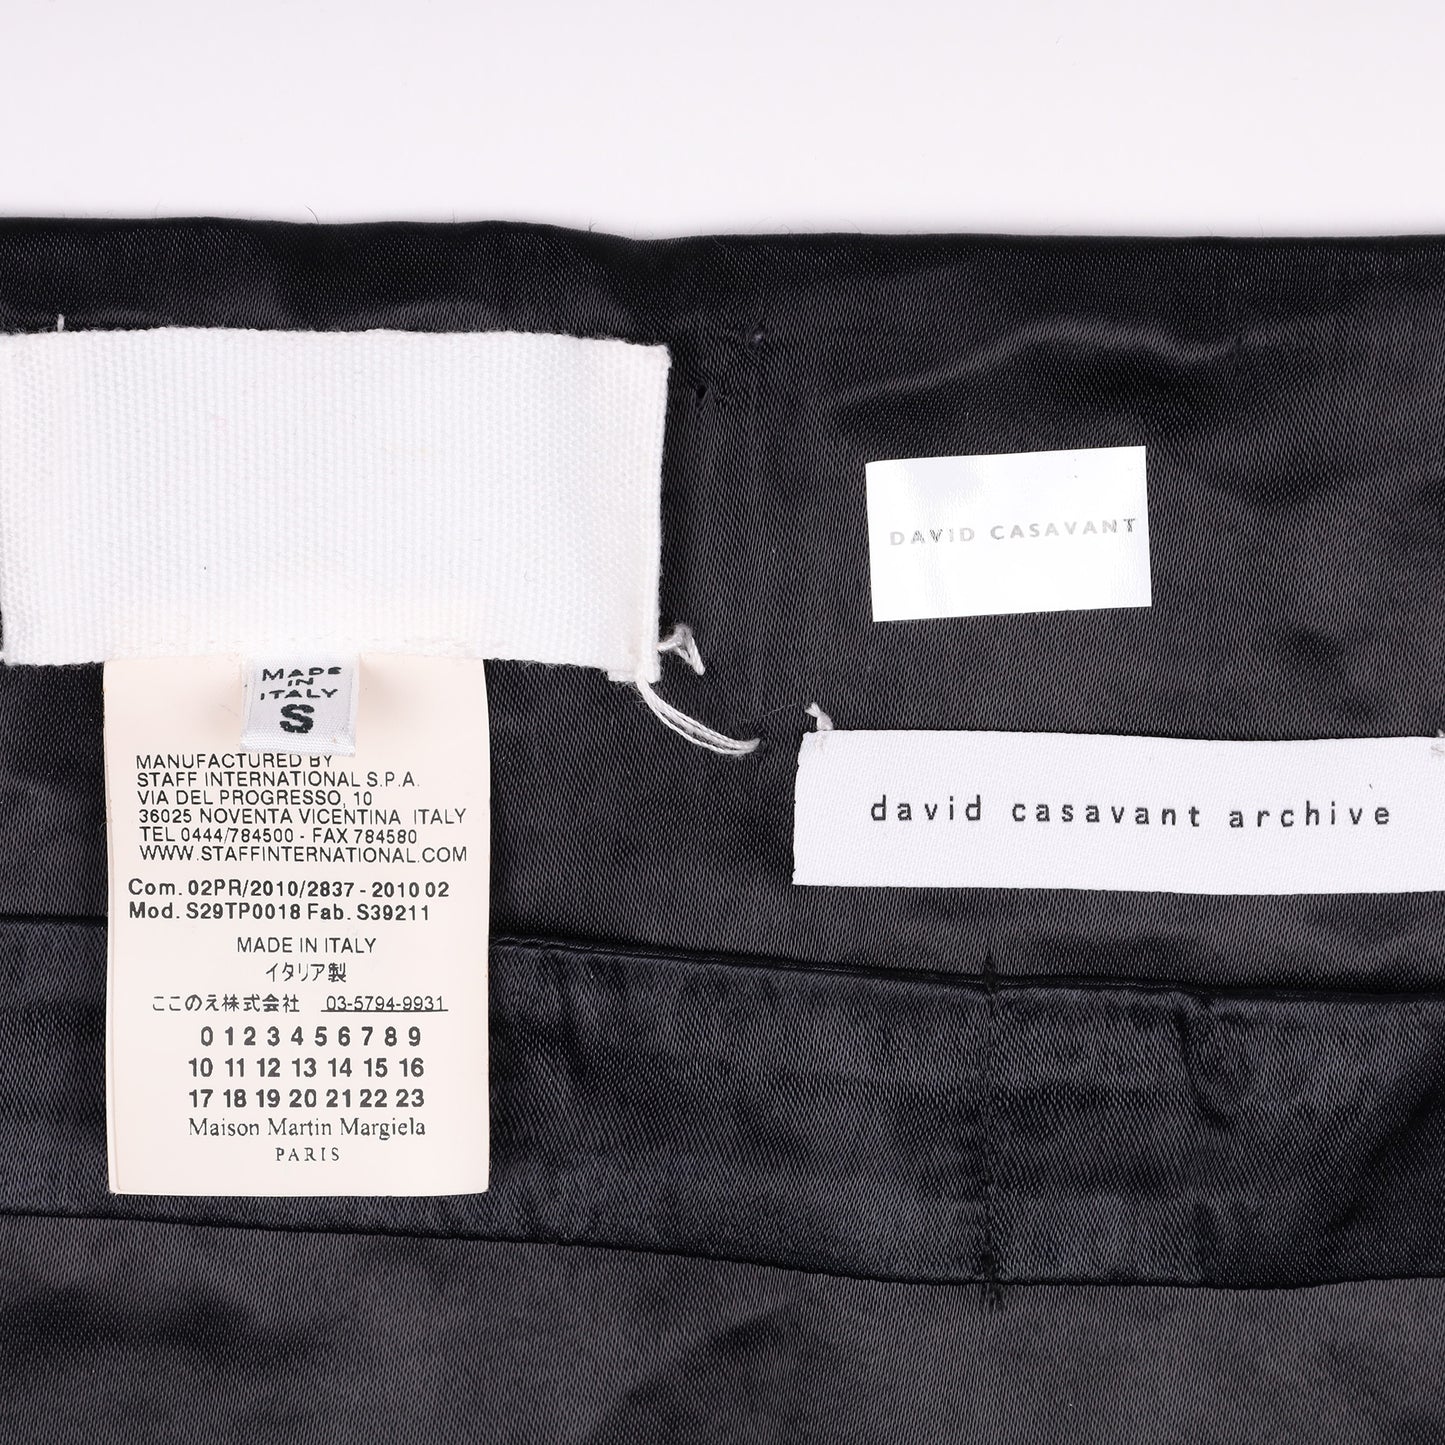 MADE
IN
ITALY
S
MANUFACTURED BY
STAFF INTERNATIONAL S.P.A.
VIA DEL PROGRESSO, 10
36025 NOVENTA VICENTINA ITALY
TEL 0444/784500 - FAX 784580
WWW.STAFFINTERNATIONAL.COM
Com. 02PR/2010/2837 - 2010 02
Mod. S29TP0018 Fab. S39211
MADE IN ITALY
イタリア製
ここのえ株式会社 03-5794-9931
0 1 2 3 4 5 6 7 8 9
10 11 12 13 14 15 16
17 18 19 20 21 22 23
Maison Martin Margiela
PARIS
DAVID CASAVANT
david casavant archive